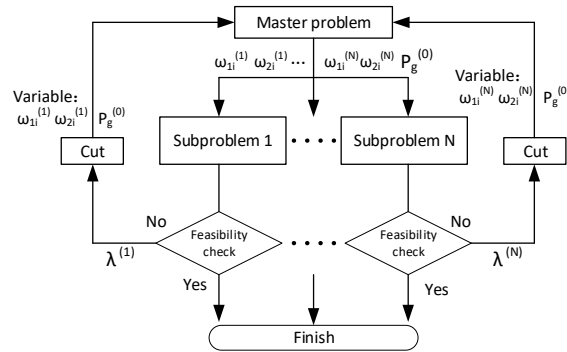 Master problem
ω1i(1) ω2i(1) ... ω1i(N) ω2i(N) Pg(0)
Variable：
ω1i(1) ω2i(1) Pg(0)
Variable：
ω1i(N) ω2i(N) Pg(0
Cut
Subproblem 1
Subproblem N
Cut
No
Feasibility
check
Feasibility
check
No
λ(1)
λ(N)
Yes
Yes
Finish